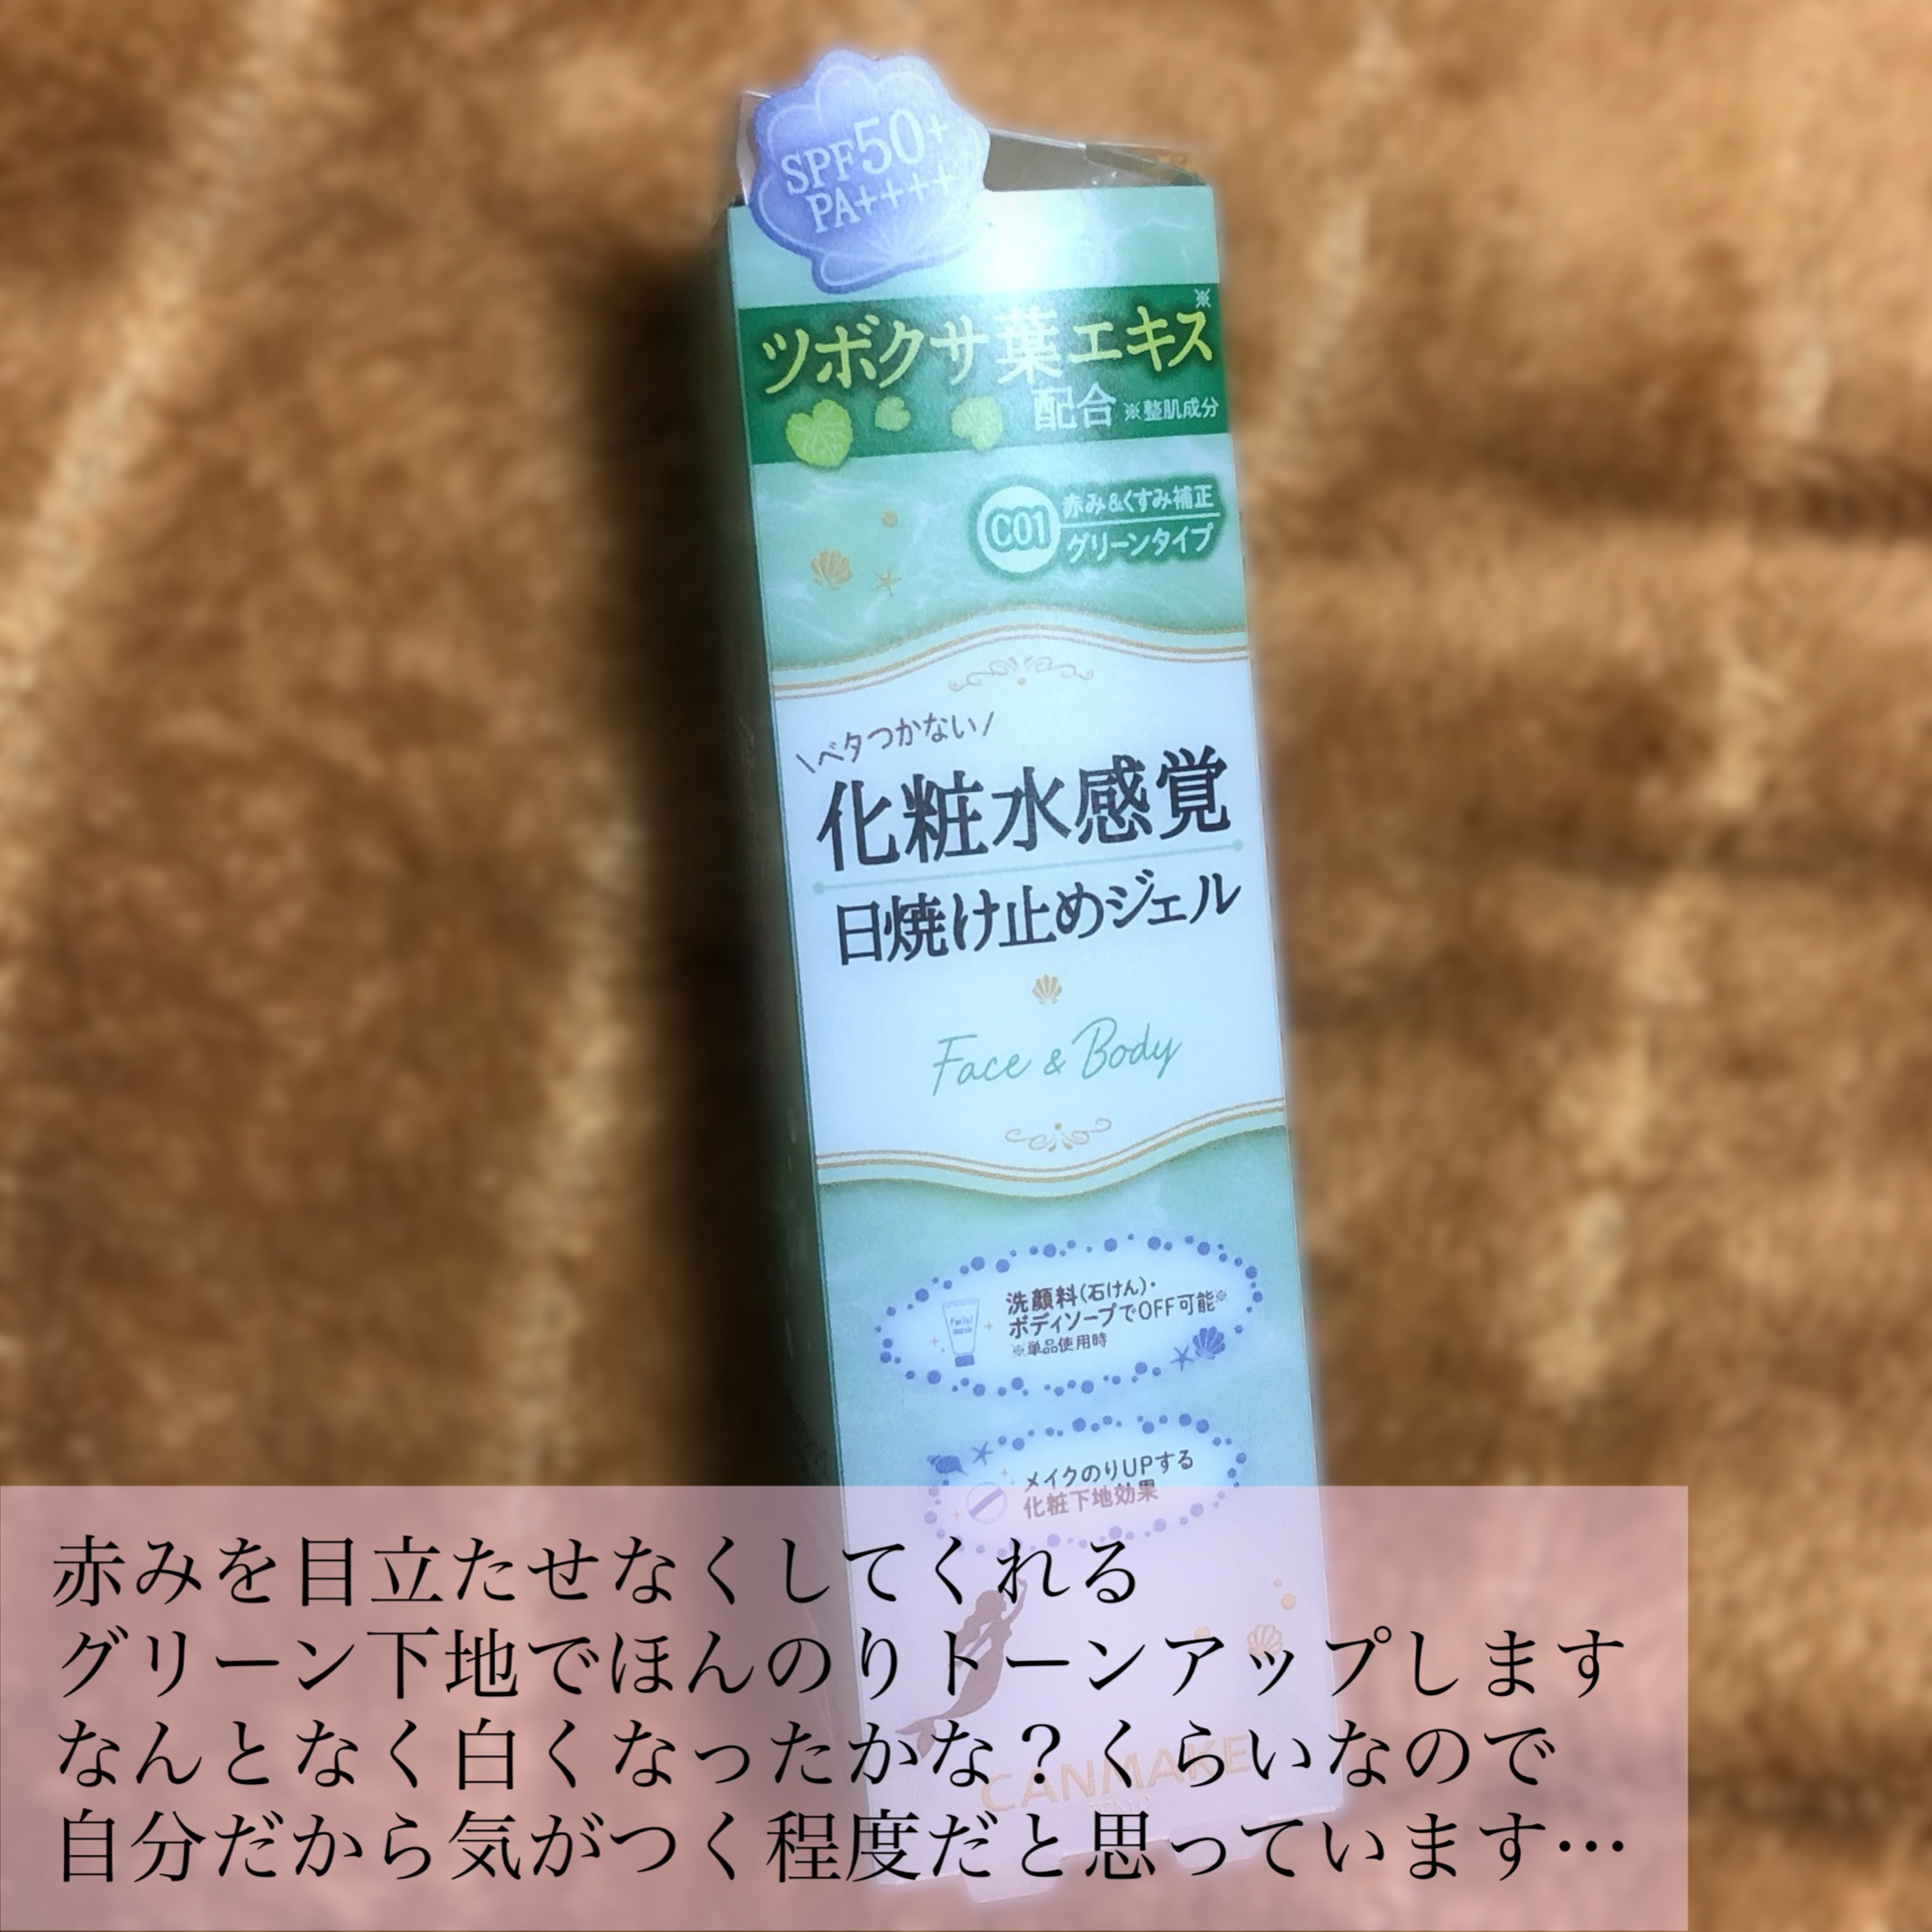 SPF50+
PA++++
ツボクサ葉エキス※
配合 ※整肌成分
C01
赤み&くすみ補正
グリーンタイプ
\ベタつかない/
化粧水感覚
日焼け止めジェル
Face & Body
Facial
wash
洗顔料(石けん)・
ボディソープでOFF可能※
※単品使用時
メイクのりUPする
化粧下地効果
CANMAKE
赤みを目立たせなくしてくれる
グリーン下地でほんのりトーンアップします
なんとなく白くなったかな？くらいなので
自分だから気がつく程度だと思っています…